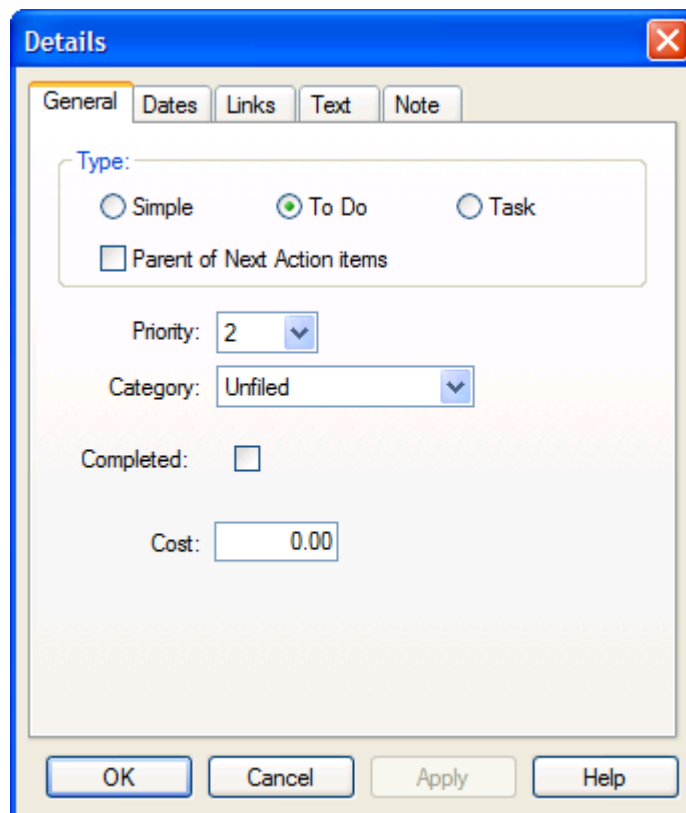 Details
General Dates Links Text Note
Type:
Simple To Do Task
Parent of Next Action items
Priority: 2
Category: Unfiled
Completed:
Cost: 0.00
OK Cancel Apply Help